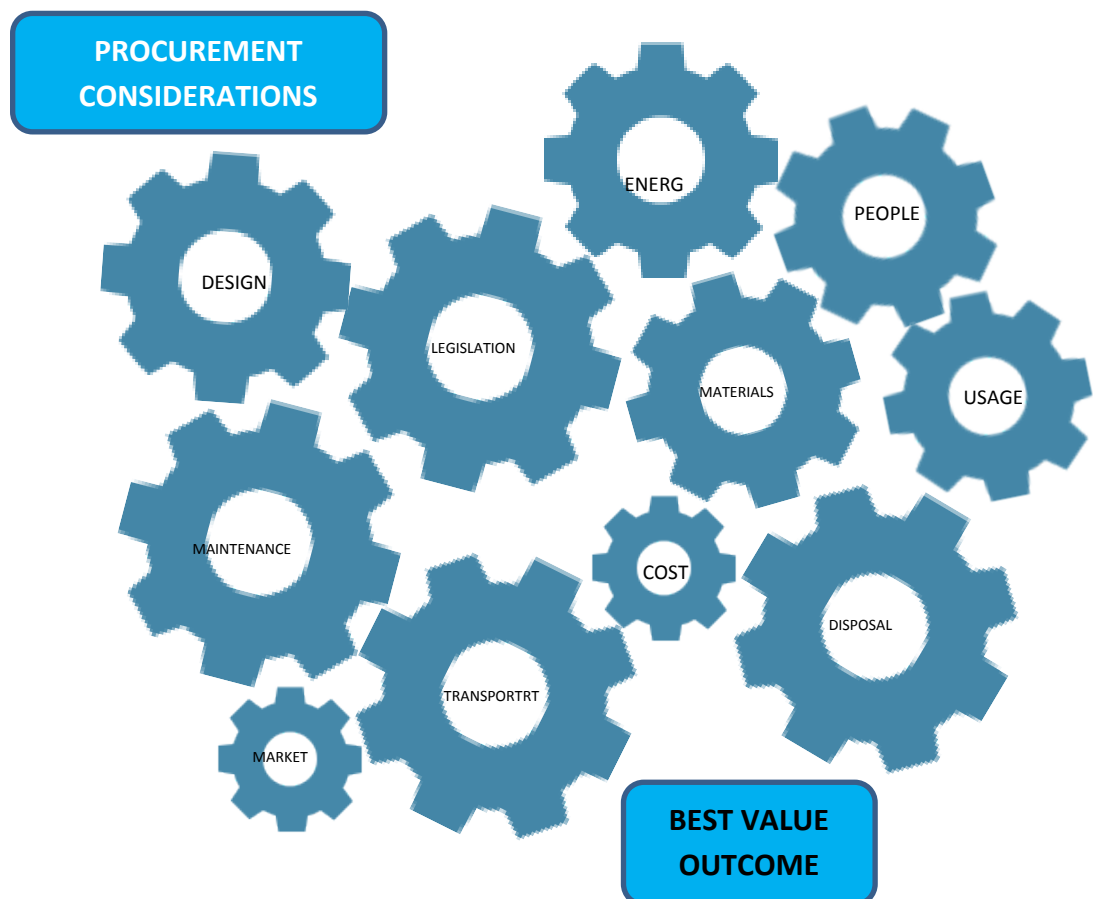 PROCUREMENT
CONSIDERATIONS
ENERG
PEOPLE
DESIGN
LEGISLATION
MATERIALS
USAGE
MAINTENANCE
COST
DISPOSAL
TRANSPORTRT
MARKET
BEST VALUE
OUTCOME